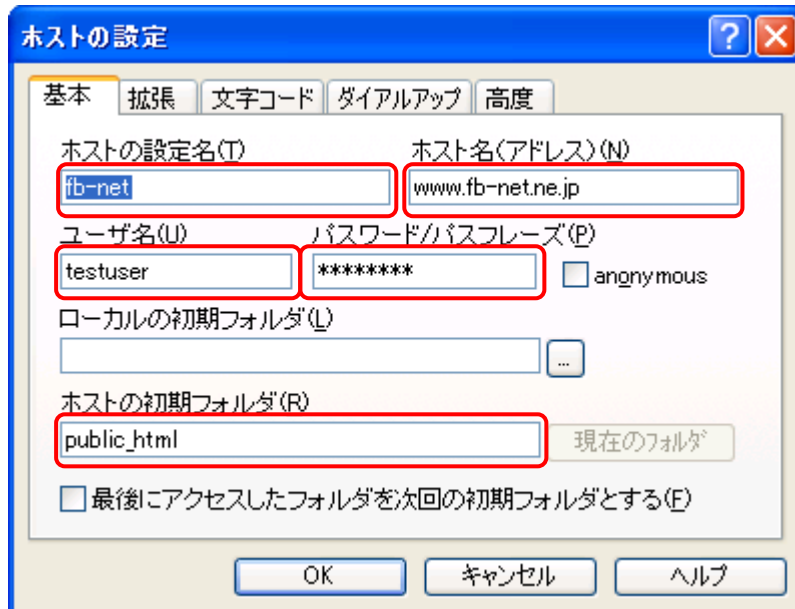 ホストの設定
基本 拡張 文字コード ダイアルアップ 高度
ホストの設定名(T) ホスト名(アドレス)(N)
fb-net www.fb-net.ne.jp
ユーザ名(U) パスワード/パスフレーズ(P)
testuser ******** anonymous
ローカルの初期フォルダ(L)
...
ホストの初期フォルダ(R)
public_html 現在のフォルダ
最後にアクセスしたフォルダを次回の初期フォルダとする(F)
OK キャンセル ヘルプ